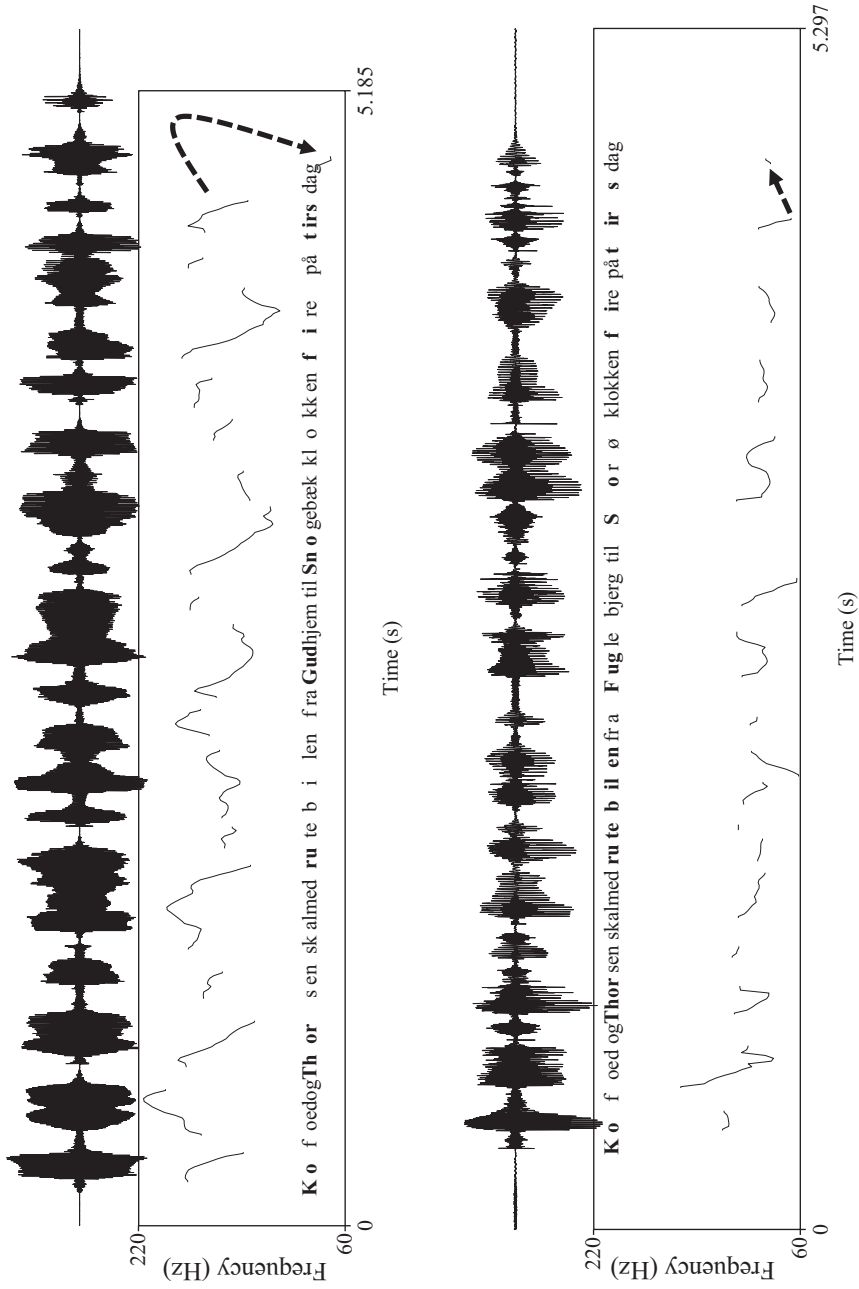 220
Frequency (Hz)
60
K o f oedogTh or s en sk almed ru te b i len fra Gudhjem til Sn o gebæk kl o kk en f i re på t irs dag
0
5.185
Time (s)
220
Frequency (Hz)
60
K o f oed ogThor sen skalmed ru te b il en fra F ug le bjerg til S o r ø klokken f ire på t ir s dag
0
5.297
Time (s)